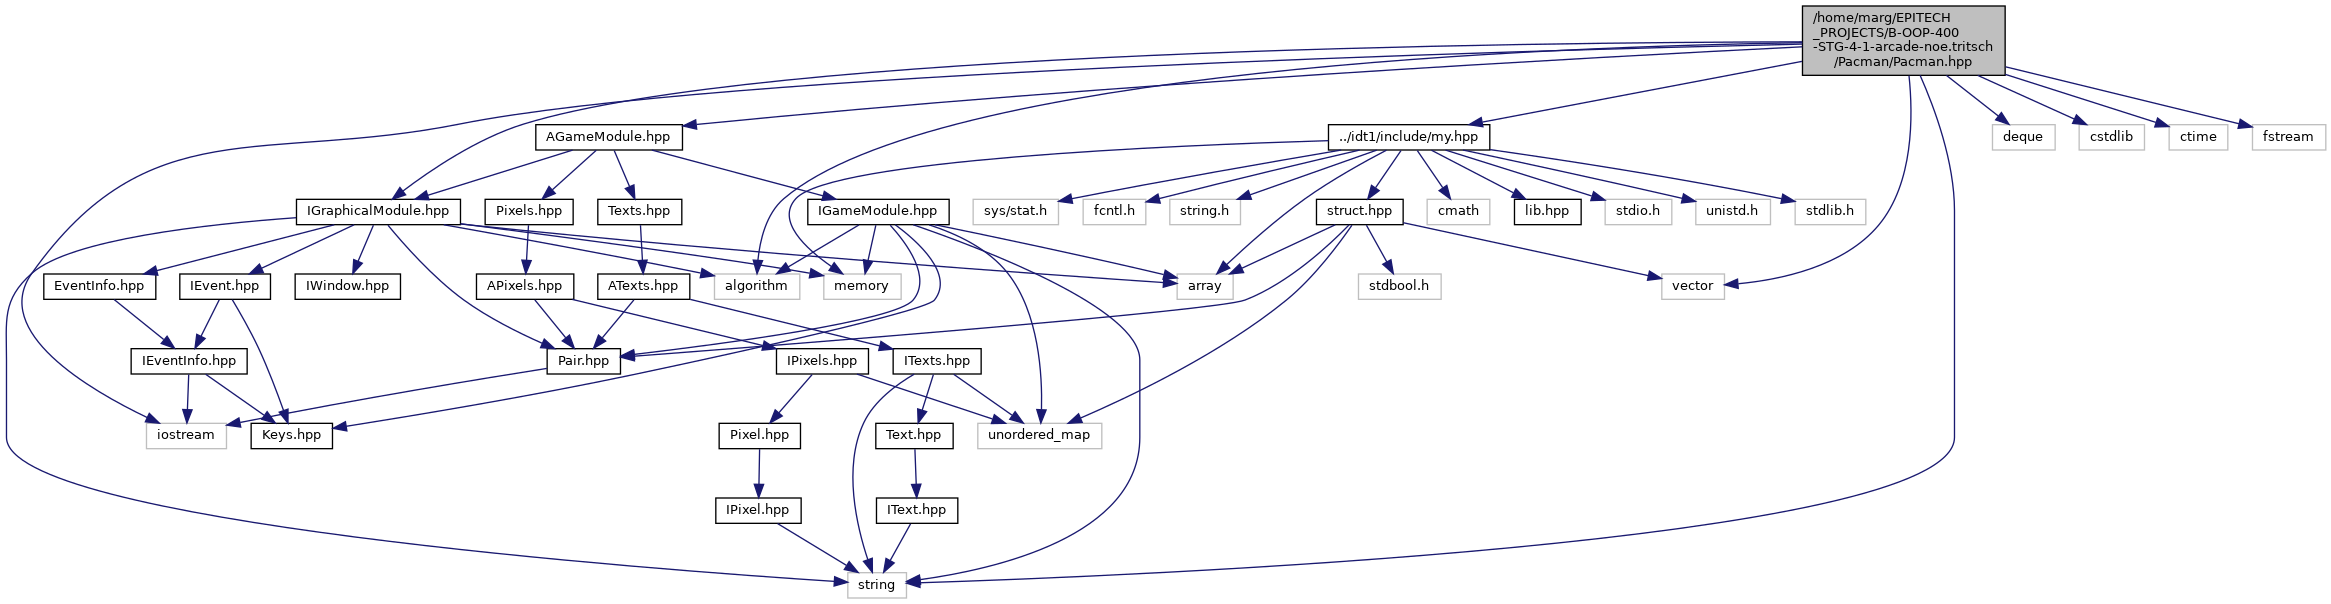 /home/marg/EPITECH
_PROJECTS/B-OOP-400
-STG-4-1-arcade-noe.tritsch
/Pacman/Pacman.hpp
AGameModule.hpp
../idt1/include/my.hpp
deque
cstdlib
ctime
fstream
IGraphicalModule.hpp
Pixels.hpp
Texts.hpp
IGameModule.hpp
sys/stat.h
fcntl.h
string.h
struct.hpp
cmath
lib.hpp
stdio.h
unistd.h
stdlib.h
EventInfo.hpp
IEvent.hpp
IWindow.hpp
APixels.hpp
ATexts.hpp
algorithm
memory
array
stdbool.h
vector
IEventInfo.hpp
Pair.hpp
IPixels.hpp
ITexts.hpp
iostream
Keys.hpp
Pixel.hpp
Text.hpp
unordered_map
IPixel.hpp
IText.hpp
string